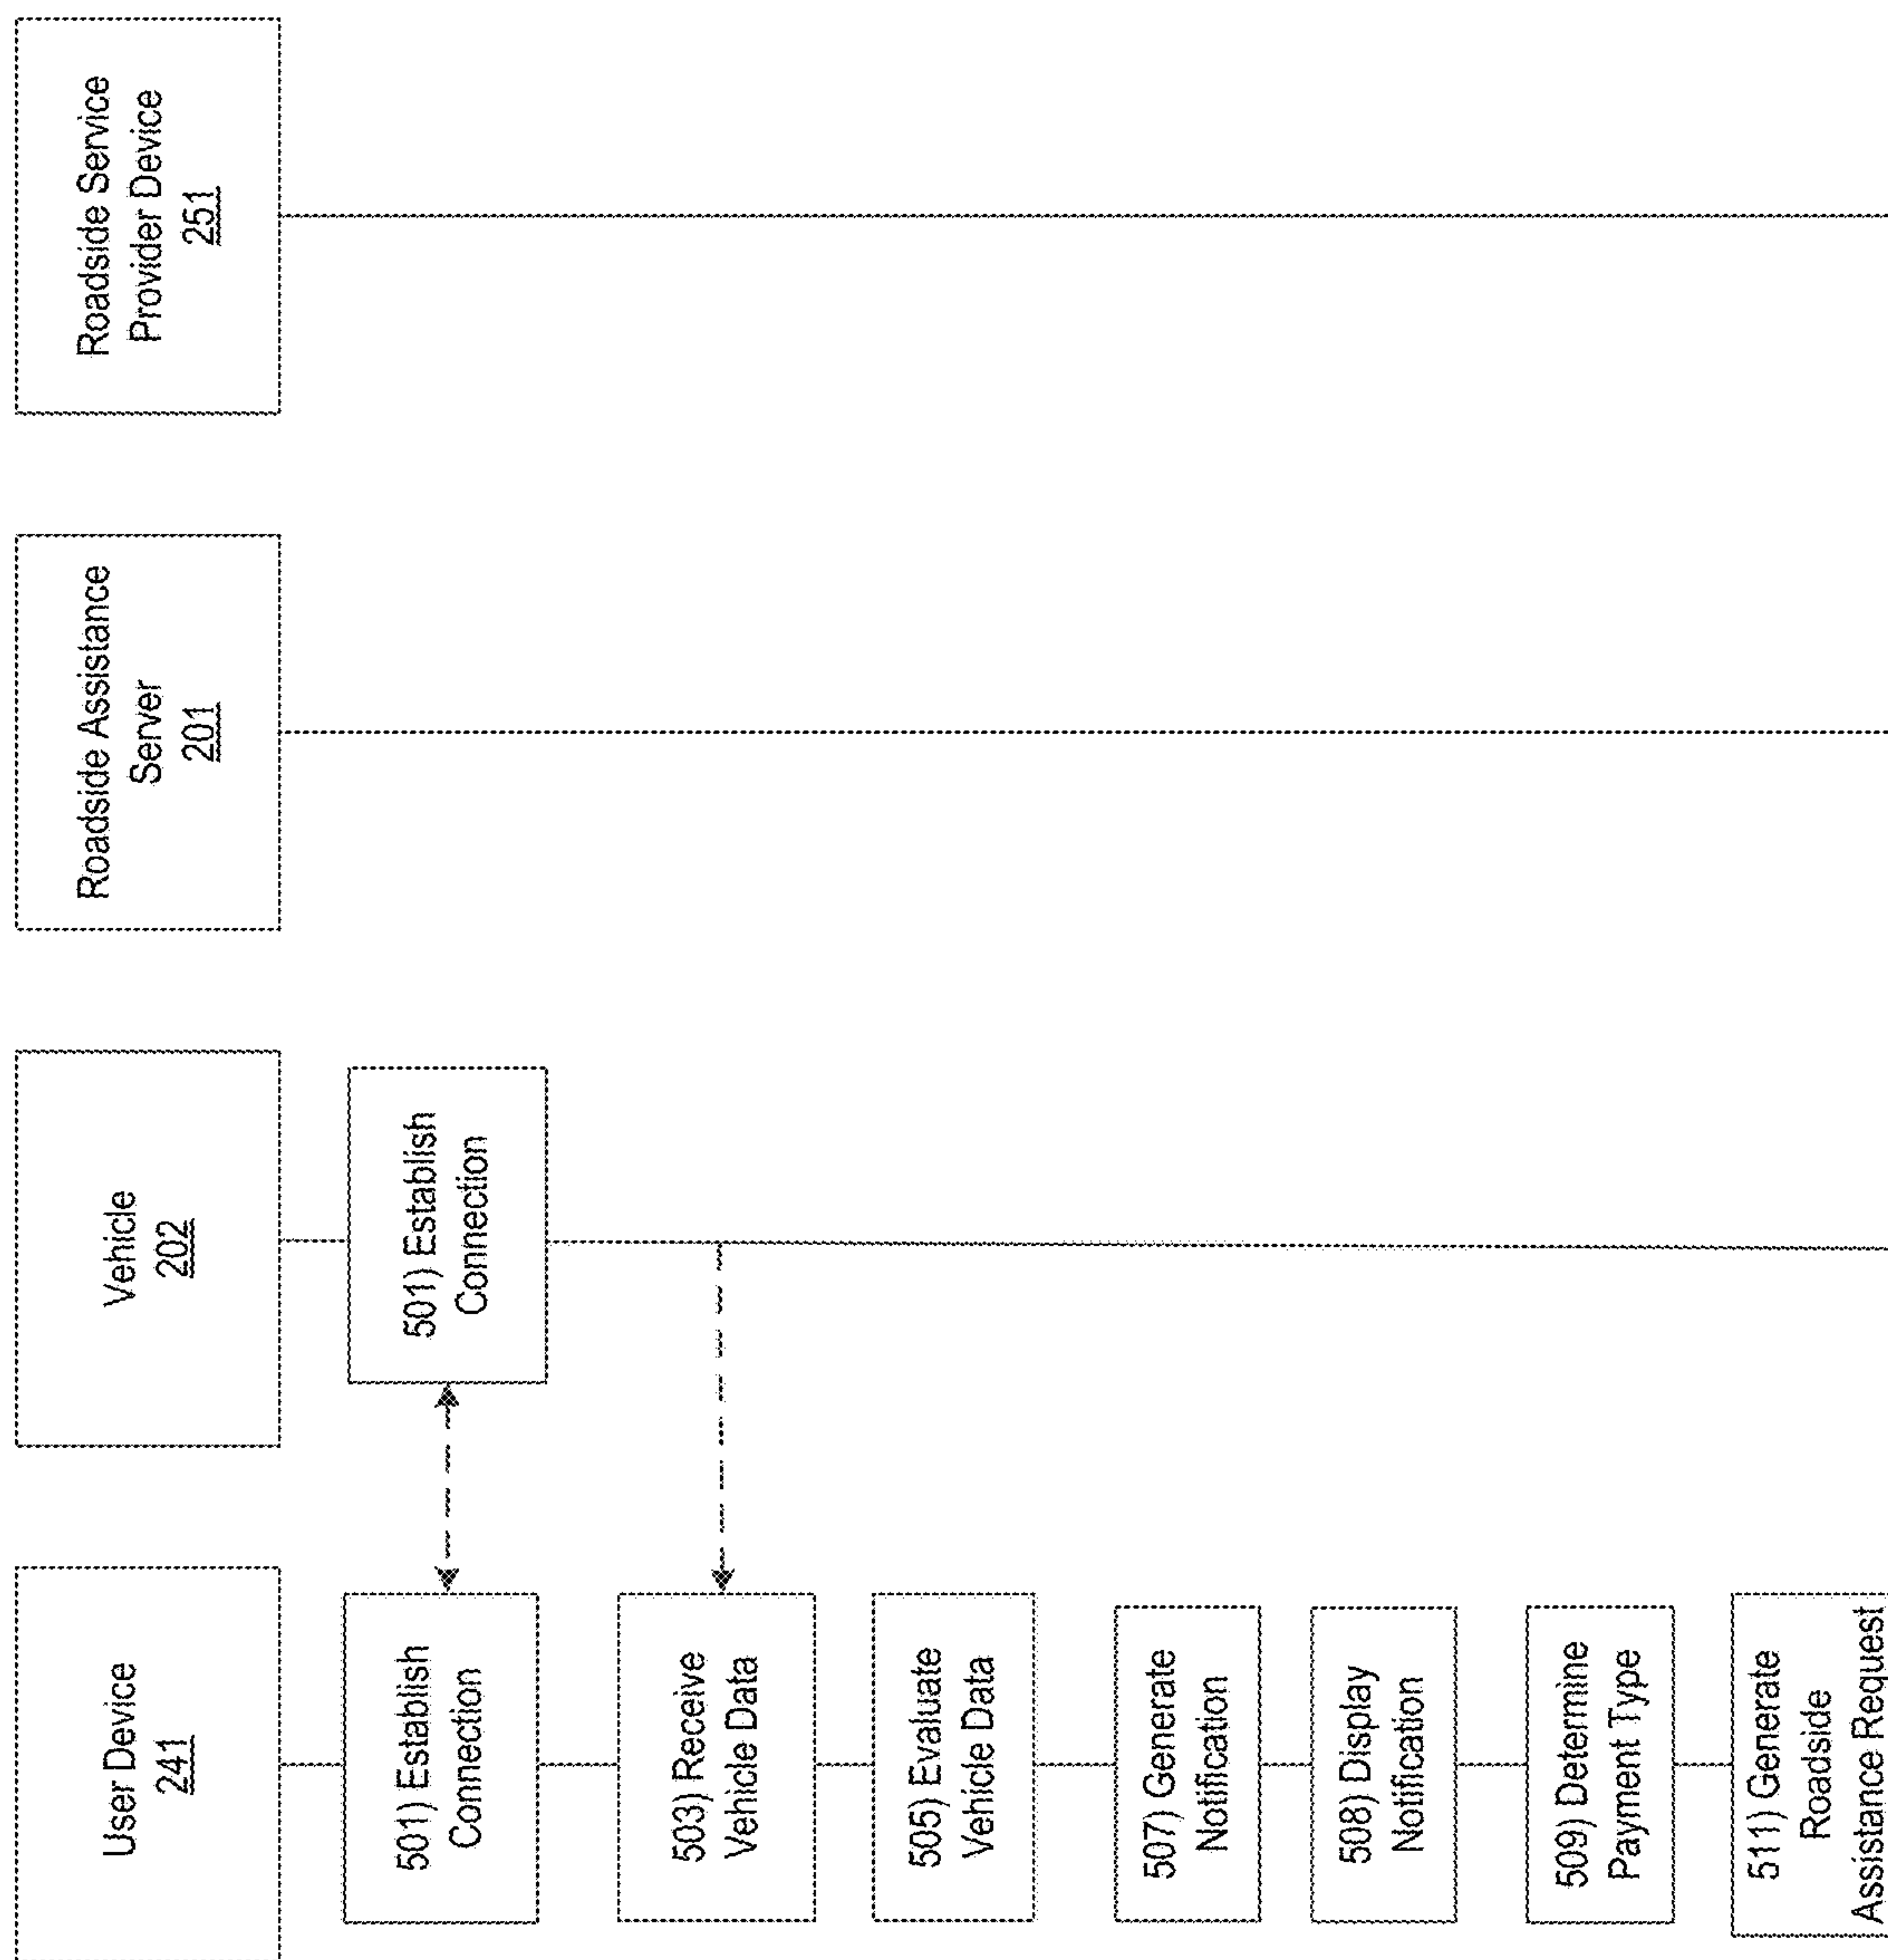 User Device
241
Vehicle
202
Roadside Assistance
Server
201
Roadside Service
Provider Device
251
501) Establish
Connection
501) Establish
Connection
503) Receive
Vehicle Data
505) Evaluate
Vehicle Data
507) Generate
Notification
508) Display
Notification
509) Determine
Payment Type
511) Generate
Roadside
Assistance Request